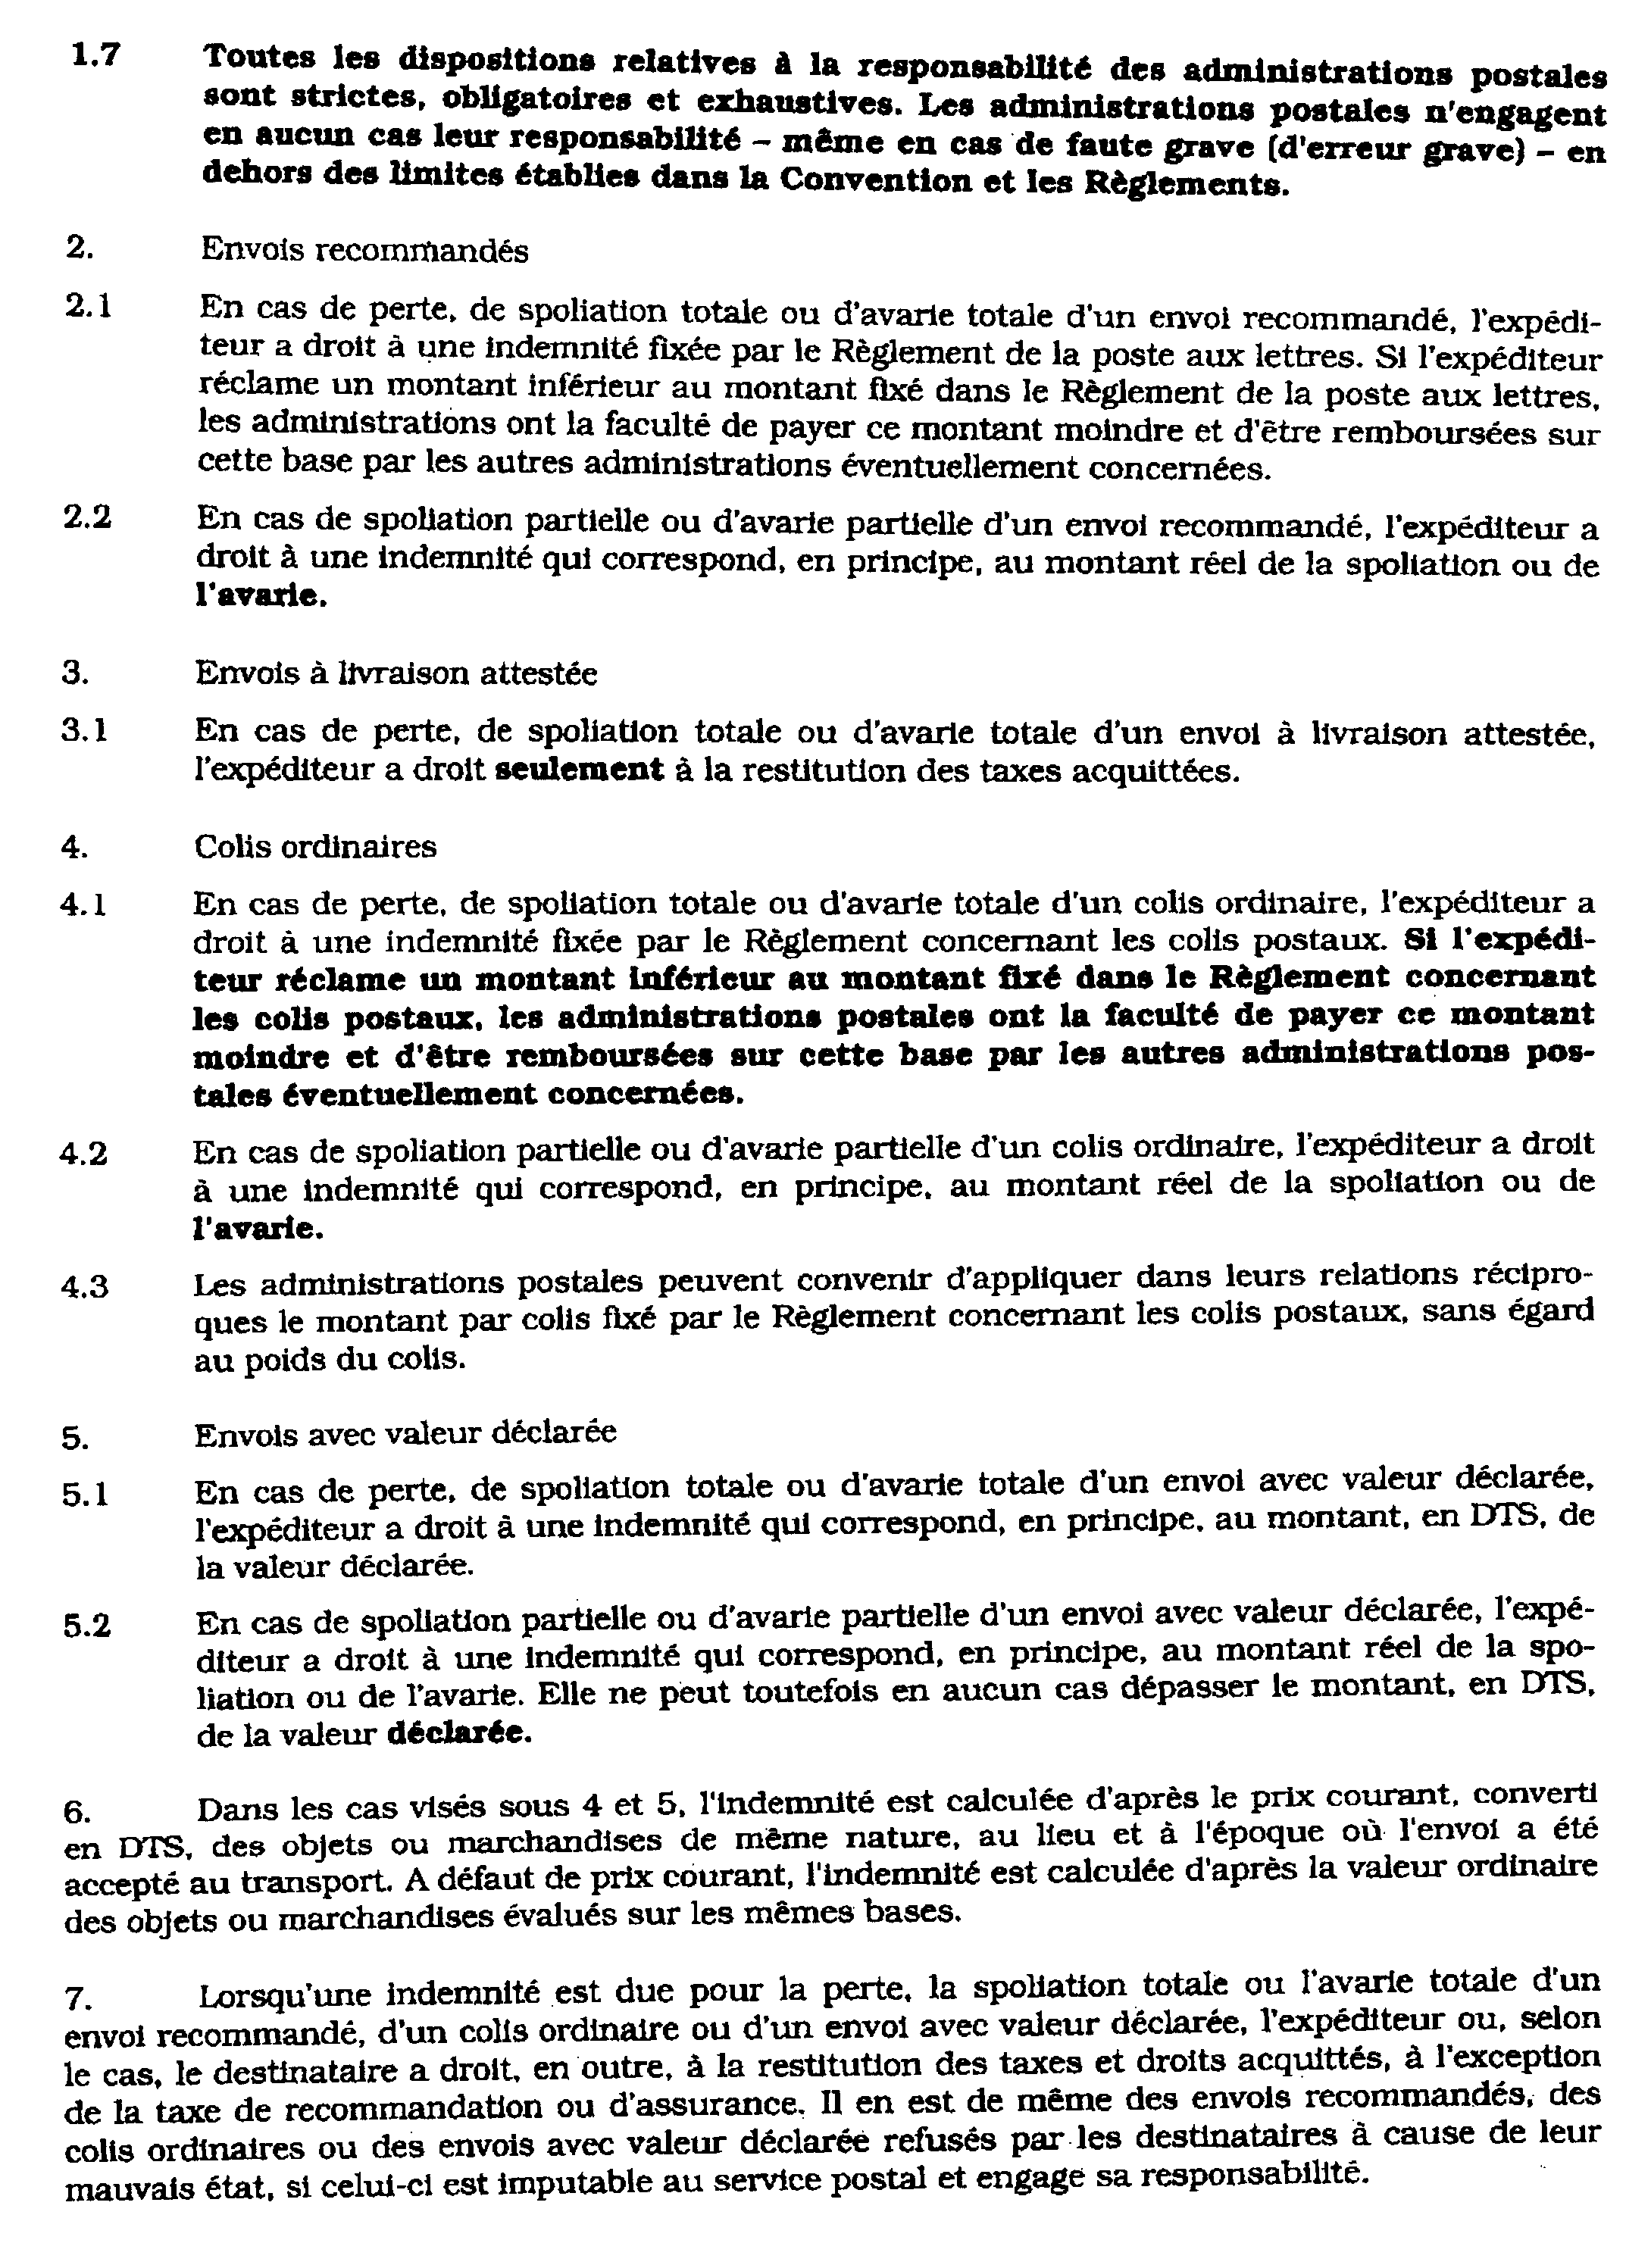 1.7 Toutes les dispositions relatives à la responsabilité des administrations postales
sont strictes, obligatoires et exhaustives. Les administrations postales n'engagent
en aucun cas leur responsabilité – même en cas de faute grave (d'erreur grave) – en
dehors des limites établies dans la Convention et les Règlements.
2. Envois recommandés
2.1 En cas de perte, de spoliation totale ou d'avarie totale d'un envoi recommandé, l'expédi-
teur a droit à une indemnité fixée par le Règlement de la poste aux lettres. Si l'expéditeur
réclame un montant inférieur au montant fixé dans le Règlement de la poste aux lettres,
les administrations ont la faculté de payer ce montant moindre et d'être remboursées sur
cette base par les autres administrations éventuellement concernées.
2.2 En cas de spoliation partielle ou d'avarie partielle d'un envoi recommandé, l'expéditeur a
droit à une indemnité qui correspond, en principe, au montant réel de la spoliation ou de
l'avarie.
3. Envois à livraison attestée
3.1 En cas de perte, de spoliation totale ou d'avarie totale d'un envoi à livraison attestée,
l'expéditeur a droit seulement à la restitution des taxes acquittées.
4. Colis ordinaires
4.1 En cas de perte, de spoliation totale ou d'avarie totale d'un colis ordinaire, l'expéditeur a
droit à une indemnité fixée par le Règlement concernant les colis postaux. Si l'expédi-
teur réclame un montant inférieur au montant fixé dans le Règlement concernant
les colis postaux, les administrations postales ont la faculté de payer ce montant
moindre et d'être remboursées sur cette base par les autres administrations pos-
tales éventuellement concernées.
4.2 En cas de spoliation partielle ou d'avarie partielle d'un colis ordinaire, l'expéditeur a droit
à une indemnité qui correspond, en principe, au montant réel de la spoliation ou de
l'avarie.
4.3 Les administrations postales peuvent convenir d'appliquer dans leurs relations récipro-
ques le montant par colis fixé par le Règlement concernant les colis postaux, sans égard
au poids du colis.
5. Envois avec valeur déclarée
5.1 En cas de perte, de spoliation totale ou d'avarie totale d'un envoi avec valeur déclarée,
l'expéditeur a droit à une indemnité qui correspond, en principe, au montant, en DTS, de
la valeur déclarée.
5.2 En cas de spoliation partielle ou d'avarie partielle d'un envoi avec valeur déclarée, l'expé-
diteur a droit à une indemnité qui correspond, en principe, au montant réel de la spo-
liation ou de l'avarie. Elle ne peut toutefois en aucun cas dépasser le montant, en DTS,
de la valeur déclarée.
6. Dans les cas visés sous 4 et 5, l'indemnité est calculée d'après le prix courant, converti
en DTS, des objets ou marchandises de même nature, au lieu et à l'époque où l'envoi a été
accepté au transport. A défaut de prix courant, l'indemnité est calculée d'après la valeur ordinaire
des objets ou marchandises évalués sur les mêmes bases.
7. Lorsqu'une indemnité est due pour la perte, la spoliation totale ou l'avarie totale d'un
envoi recommandé, d'un colis ordinaire ou d'un envoi avec valeur déclarée, l'expéditeur ou, selon
le cas, le destinataire a droit, en outre, à la restitution des taxes et droits acquittés, à l'exception
de la taxe de recommandation ou d'assurance. Il en est de même des envois recommandés, des
colis ordinaires ou des envois avec valeur déclarée refusés par les destinataires à cause de leur
mauvais état, si celui-ci est imputable au service postal et engage sa responsabilité.